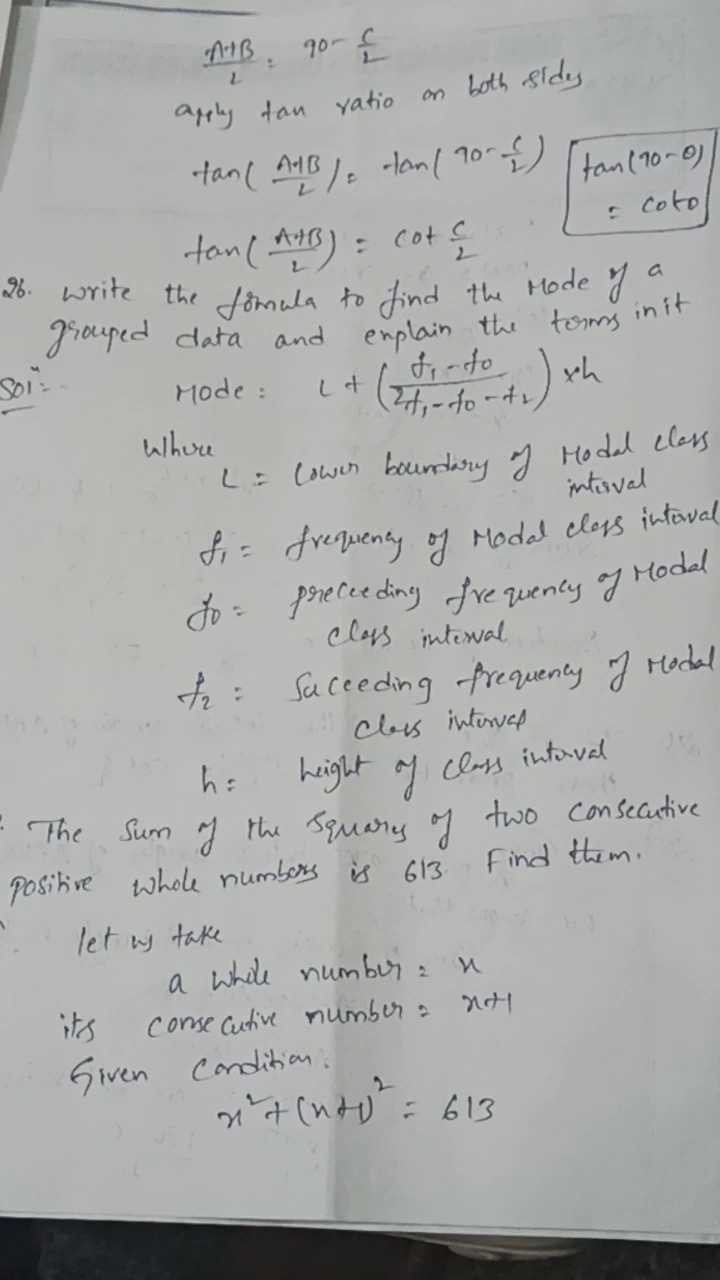 A+B/2 = 90 - C/2
apply tan ratio on both sides
tan(A+B/2) = tan(90 - C/2)
tan(90-θ)
= cotθ
tan(A+B/2) = cot C/2
26. write the fomula to find the Mode of a
grouped data and explain the terms in it
Sol:-
Mode = L + (f₁-f₀/2f₁-f₀-f₂) xh
Where
L = lower boundary of Modal class
interval
f₁ = frequency of Modal class interval
f₀ = preceeding frequency of Modal
class interval
f₂ = Suceeding frequency of Modal
class interval
h = height of class interval
The Sum of the Squares of two consecutive
positive whole numbers is 613. Find them.
let us take
a whole number = x
its consecutive number = x+1
Given Condition.
x²+(x+1)² = 613